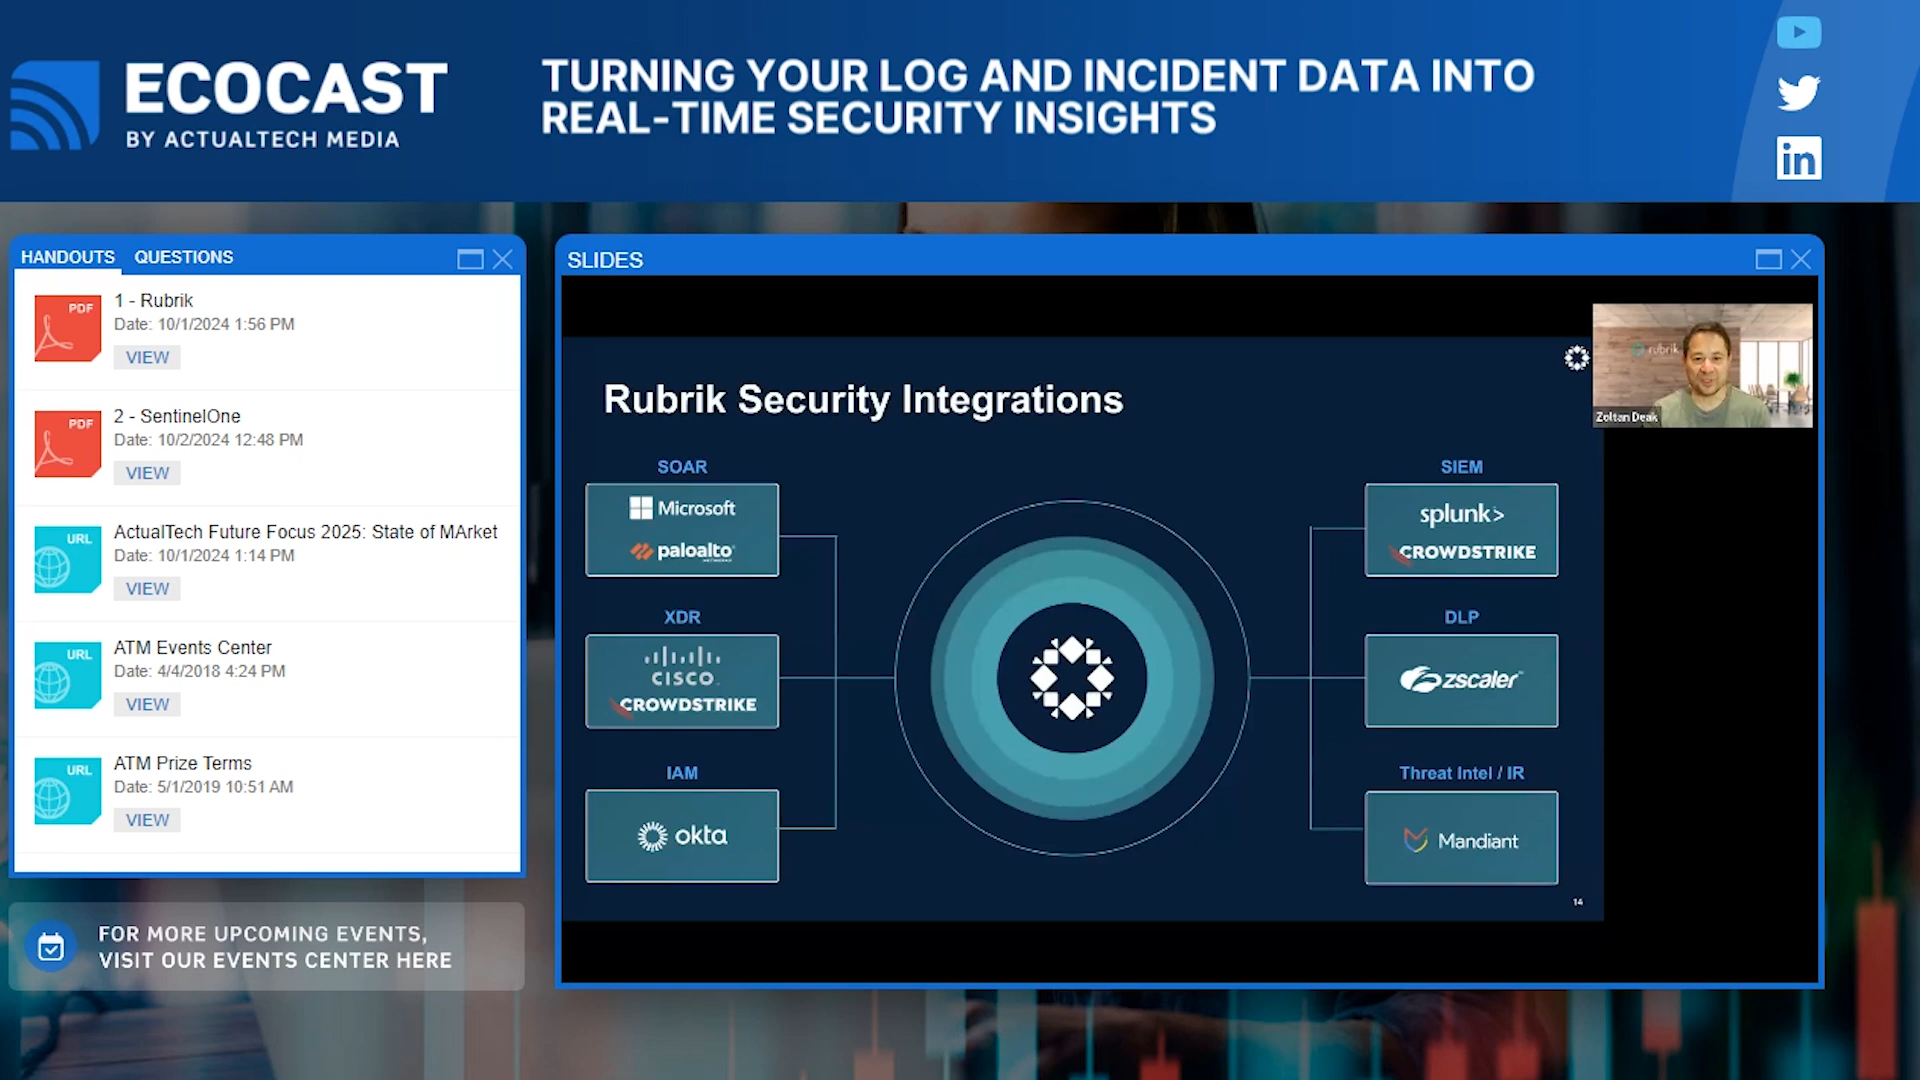 ECOCAST
BY ACTUALTECH MEDIA
TURNING YOUR LOG AND INCIDENT DATA INTO
REAL-TIME SECURITY INSIGHTS
in
HANDOUTS QUESTIONS
PDF
1 - Rubrik
Date: 10/1/2024 1:56 PM
VIEW
PDF
2 - SentinelOne
Date: 10/2/2024 12:48 PM
VIEW
URL
ActualTech Future Focus 2025: State of MArket
Date: 10/1/2024 1:14 PM
VIEW
URL
ATM Events Center
Date: 4/4/2018 4:24 PM
VIEW
URL
ATM Prize Terms
Date: 5/1/2019 10:51 AM
VIEW
FOR MORE UPCOMING EVENTS,
VISIT OUR EVENTS CENTER HERE
SLIDES
rubrik
Zoltan Deak
Rubrik Security Integrations
SOAR
Microsoft
paloalto
NETWORKS
XDR
CISCO
CROWDSTRIKE
IAM
okta
SIEM
splunk>
CROWDSTRIKE
DLP
zscaler™
Threat Intel / IR
Mandiant
14